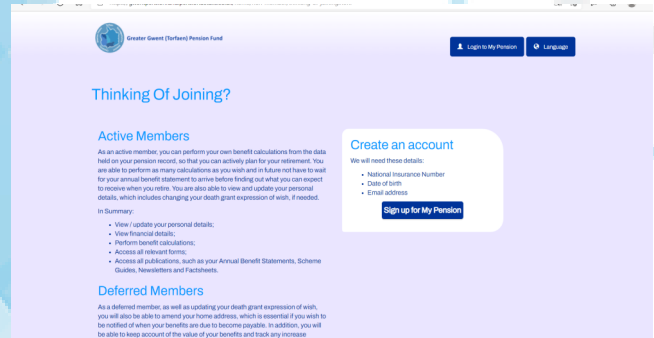 Greater Gwent (Torfaen) Pension Fund
Login to My Pension
Language
Thinking Of Joining?
Active Members
As an active member, you can perform your own benefit calculations from the data
held on your pension record, so that you can actively plan for your retirement. You
are able to perform as many calculations as you wish and in future not have to wait
for your annual benefit statement to arrive before finding out what you can expect
to receive when you retire. You are also able to view and update your personal
details, which includes changing your death grant expression of wish, if needed.
In Summary:
• View / update your personal details;
• View financial details;
• Perform benefit calculations;
• Access all relevant forms;
• Access all publications, such as your Annual Benefit Statements, Scheme
Guides, Newsletters and Factsheets.
Deferred Members
As a deferred member, as well as updating your death grant expression of wish,
you will also be able to amend your home address, which is essential if you wish to
be notified of when your benefits are due to become payable. In addition, you will
be able to keep account of the value of your benefits and track any increase
Create an account
We will need these details:
• National Insurance Number
• Date of birth
• Email address
Sign up for My Pension